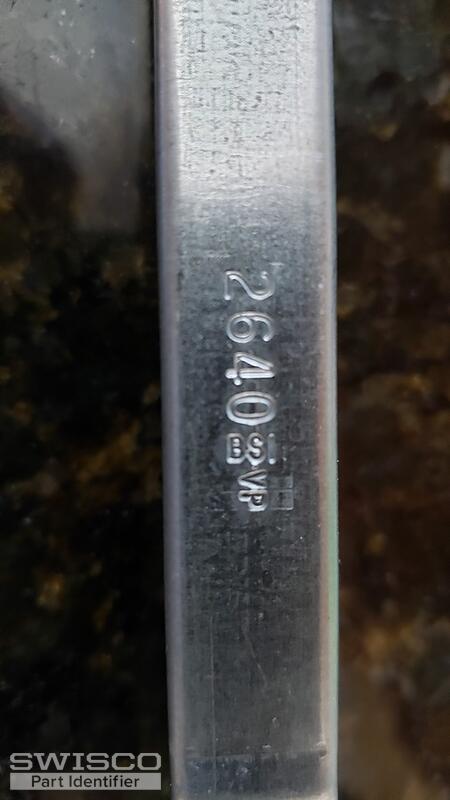 2640
BSI
VP
SWISCO
Part Identifier